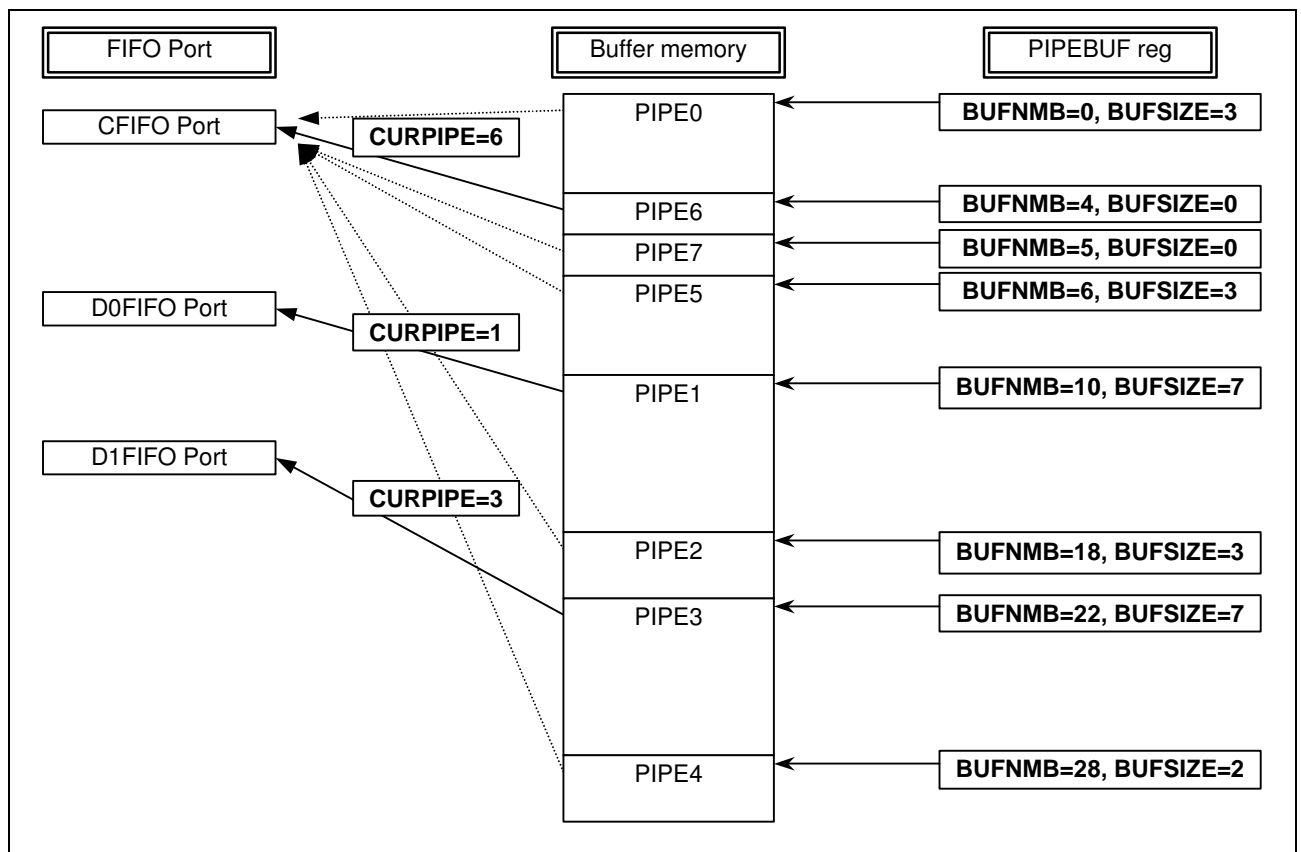 FIFO Port
Buffer memory
PIPEBUF reg
CFIFO Port
CURPIPE=6
PIPE0
BUFNMB=0, BUFSIZE=3
PIPE6
BUFNMB=4, BUFSIZE=0
PIPE7
BUFNMB=5, BUFSIZE=0
D0FIFO Port
CURPIPE=1
PIPE5
BUFNMB=6, BUFSIZE=3
PIPE1
BUFNMB=10, BUFSIZE=7
D1FIFO Port
CURPIPE=3
PIPE2
BUFNMB=18, BUFSIZE=3
PIPE3
BUFNMB=22, BUFSIZE=7
PIPE4
BUFNMB=28, BUFSIZE=2